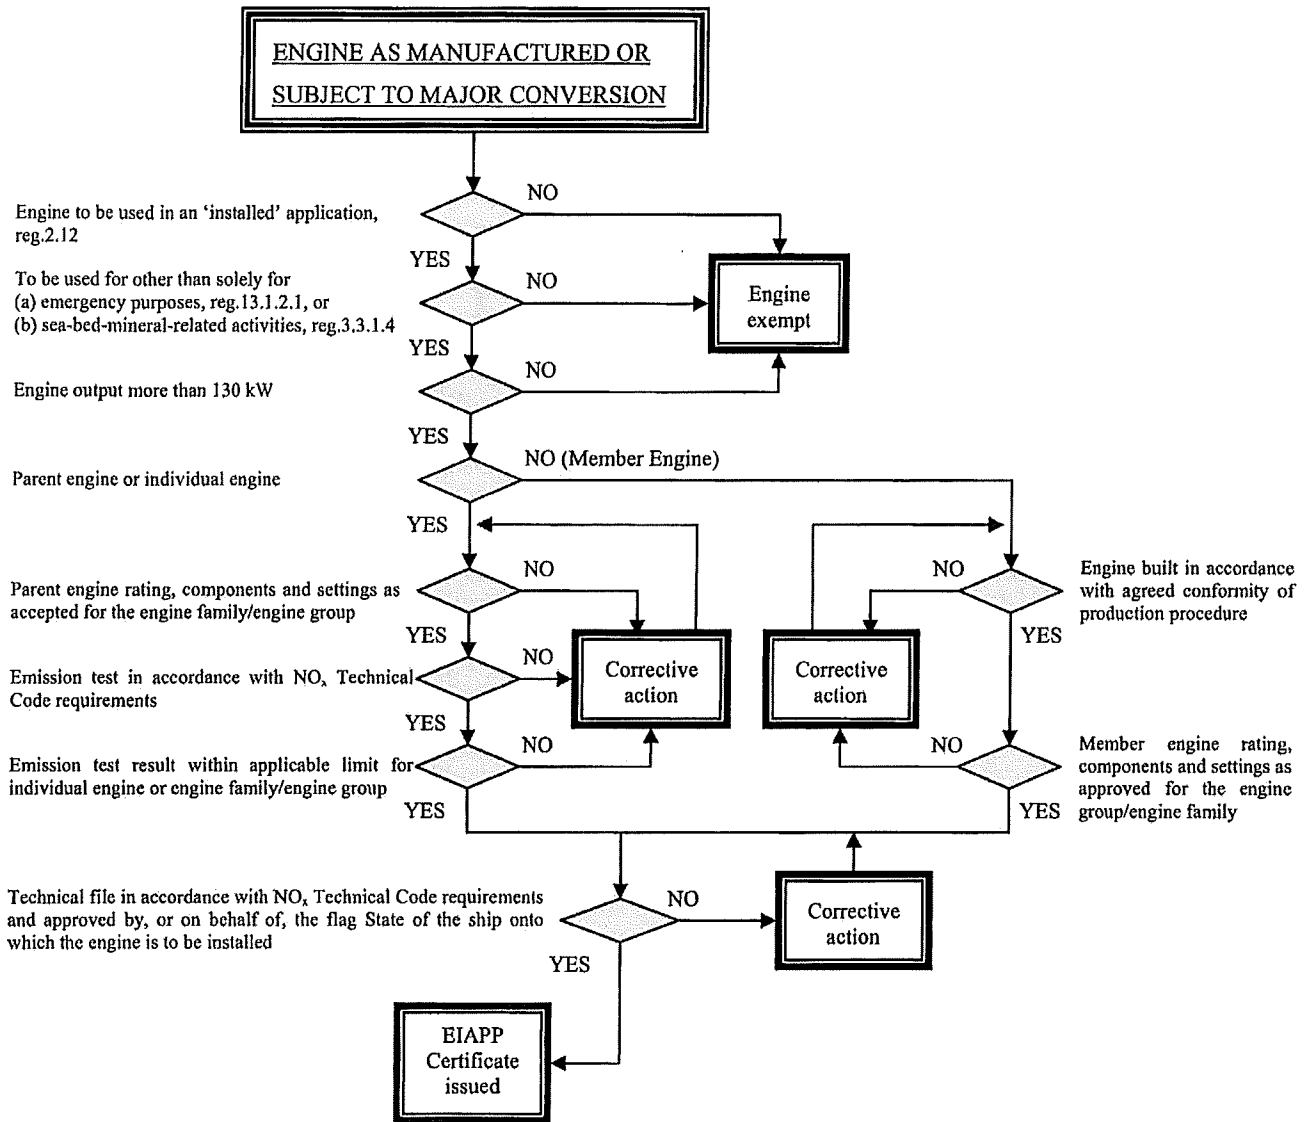 ENGINE AS MANUFACTURED OR
SUBJECT TO MAJOR CONVERSION
NO
Engine to be used in an ‘installed’ application,
reg.2.12
YES
To be used for other than solely for
(a) emergency purposes, reg.13.1.2.1, or
(b) sea-bed-mineral-related activities, reg.3.3.1.4
NO
Engine
exempt
YES
Engine output more than 130 kW
NO
YES
Parent engine or individual engine
NO (Member Engine)
YES
Parent engine rating, components and settings as
accepted for the engine family/engine group
NO
NO
Engine built in accordance
with agreed conformity of
production procedure
YES
YES
Emission test in accordance with NOx Technical
Code requirements
NO
Corrective
action
Corrective
action
YES
Emission test result within applicable limit for
individual engine or engine family/engine group
NO
NO
Member engine rating,
components and settings as
approved for the engine
group/engine family
YES
YES
Technical file in accordance with NOx Technical Code requirements
and approved by, or on behalf of, the flag State of the ship onto
which the engine is to be installed
NO
Corrective
action
YES
EIAPP
Certificate
issued